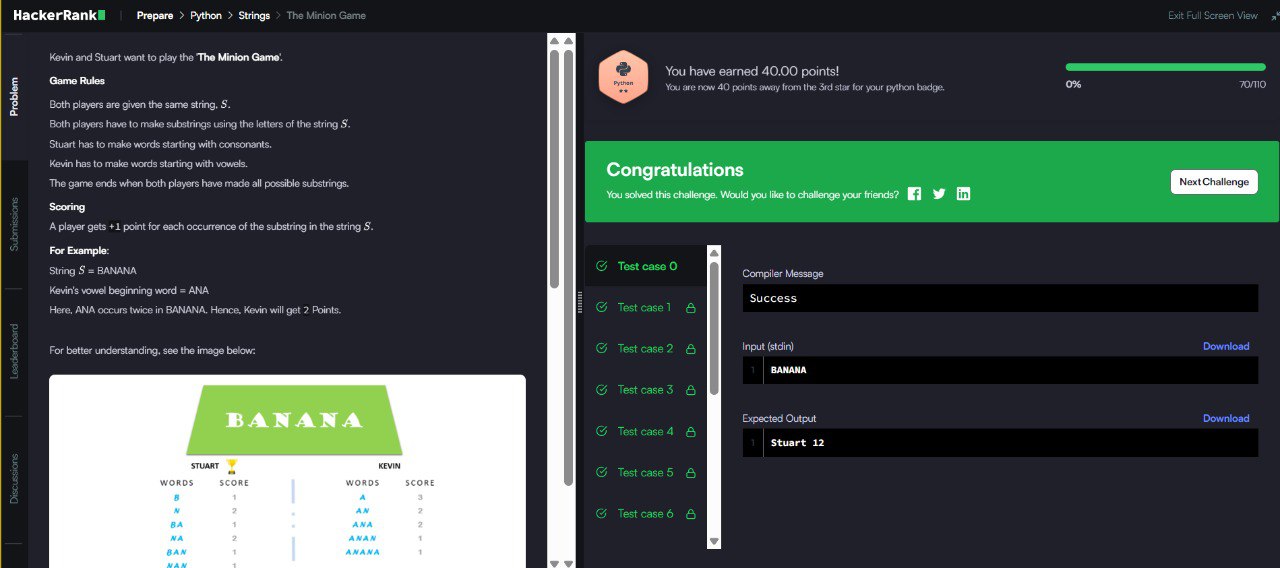 HackerRank
Prepare > Python > Strings > The Minion Game
Exit Full Screen View
Problem
Submissions
Leaderboard
Discussions
Kevin and Stuart want to play the 'The Minion Game'.
Game Rules
Both players are given the same string, S.
Both players have to make substrings using the letters of the string S.
Stuart has to make words starting with consonants.
Kevin has to make words starting with vowels.
The game ends when both players have made all possible substrings.
Scoring
A player gets +1 point for each occurrence of the substring in the string S.
For Example:
String S = BANANA
Kevin's vowel beginning word = ANA
Here, ANA occurs twice in BANANA. Hence, Kevin will get 2 Points.
For better understanding, see the image below:
BANANA
STUART KEVIN
WORDS SCORE WORDS SCORE
B 1 A 3
N 2 AN 2
BA 1 ANA 2
NA 2 ANAN 1
BAN 1 ANANA 1
NAN 1
Python
You have earned 40.00 points!
You are now 40 points away from the 3rd star for your python badge.
0% 70/110
Congratulations
You solved this challenge. Would you like to challenge your friends?
Next Challenge
Test case 0
Test case 1
Test case 2
Test case 3
Test case 4
Test case 5
Test case 6
Compiler Message
Success
Input (stdin) Download
1 BANANA
Expected Output Download
1 Stuart 12